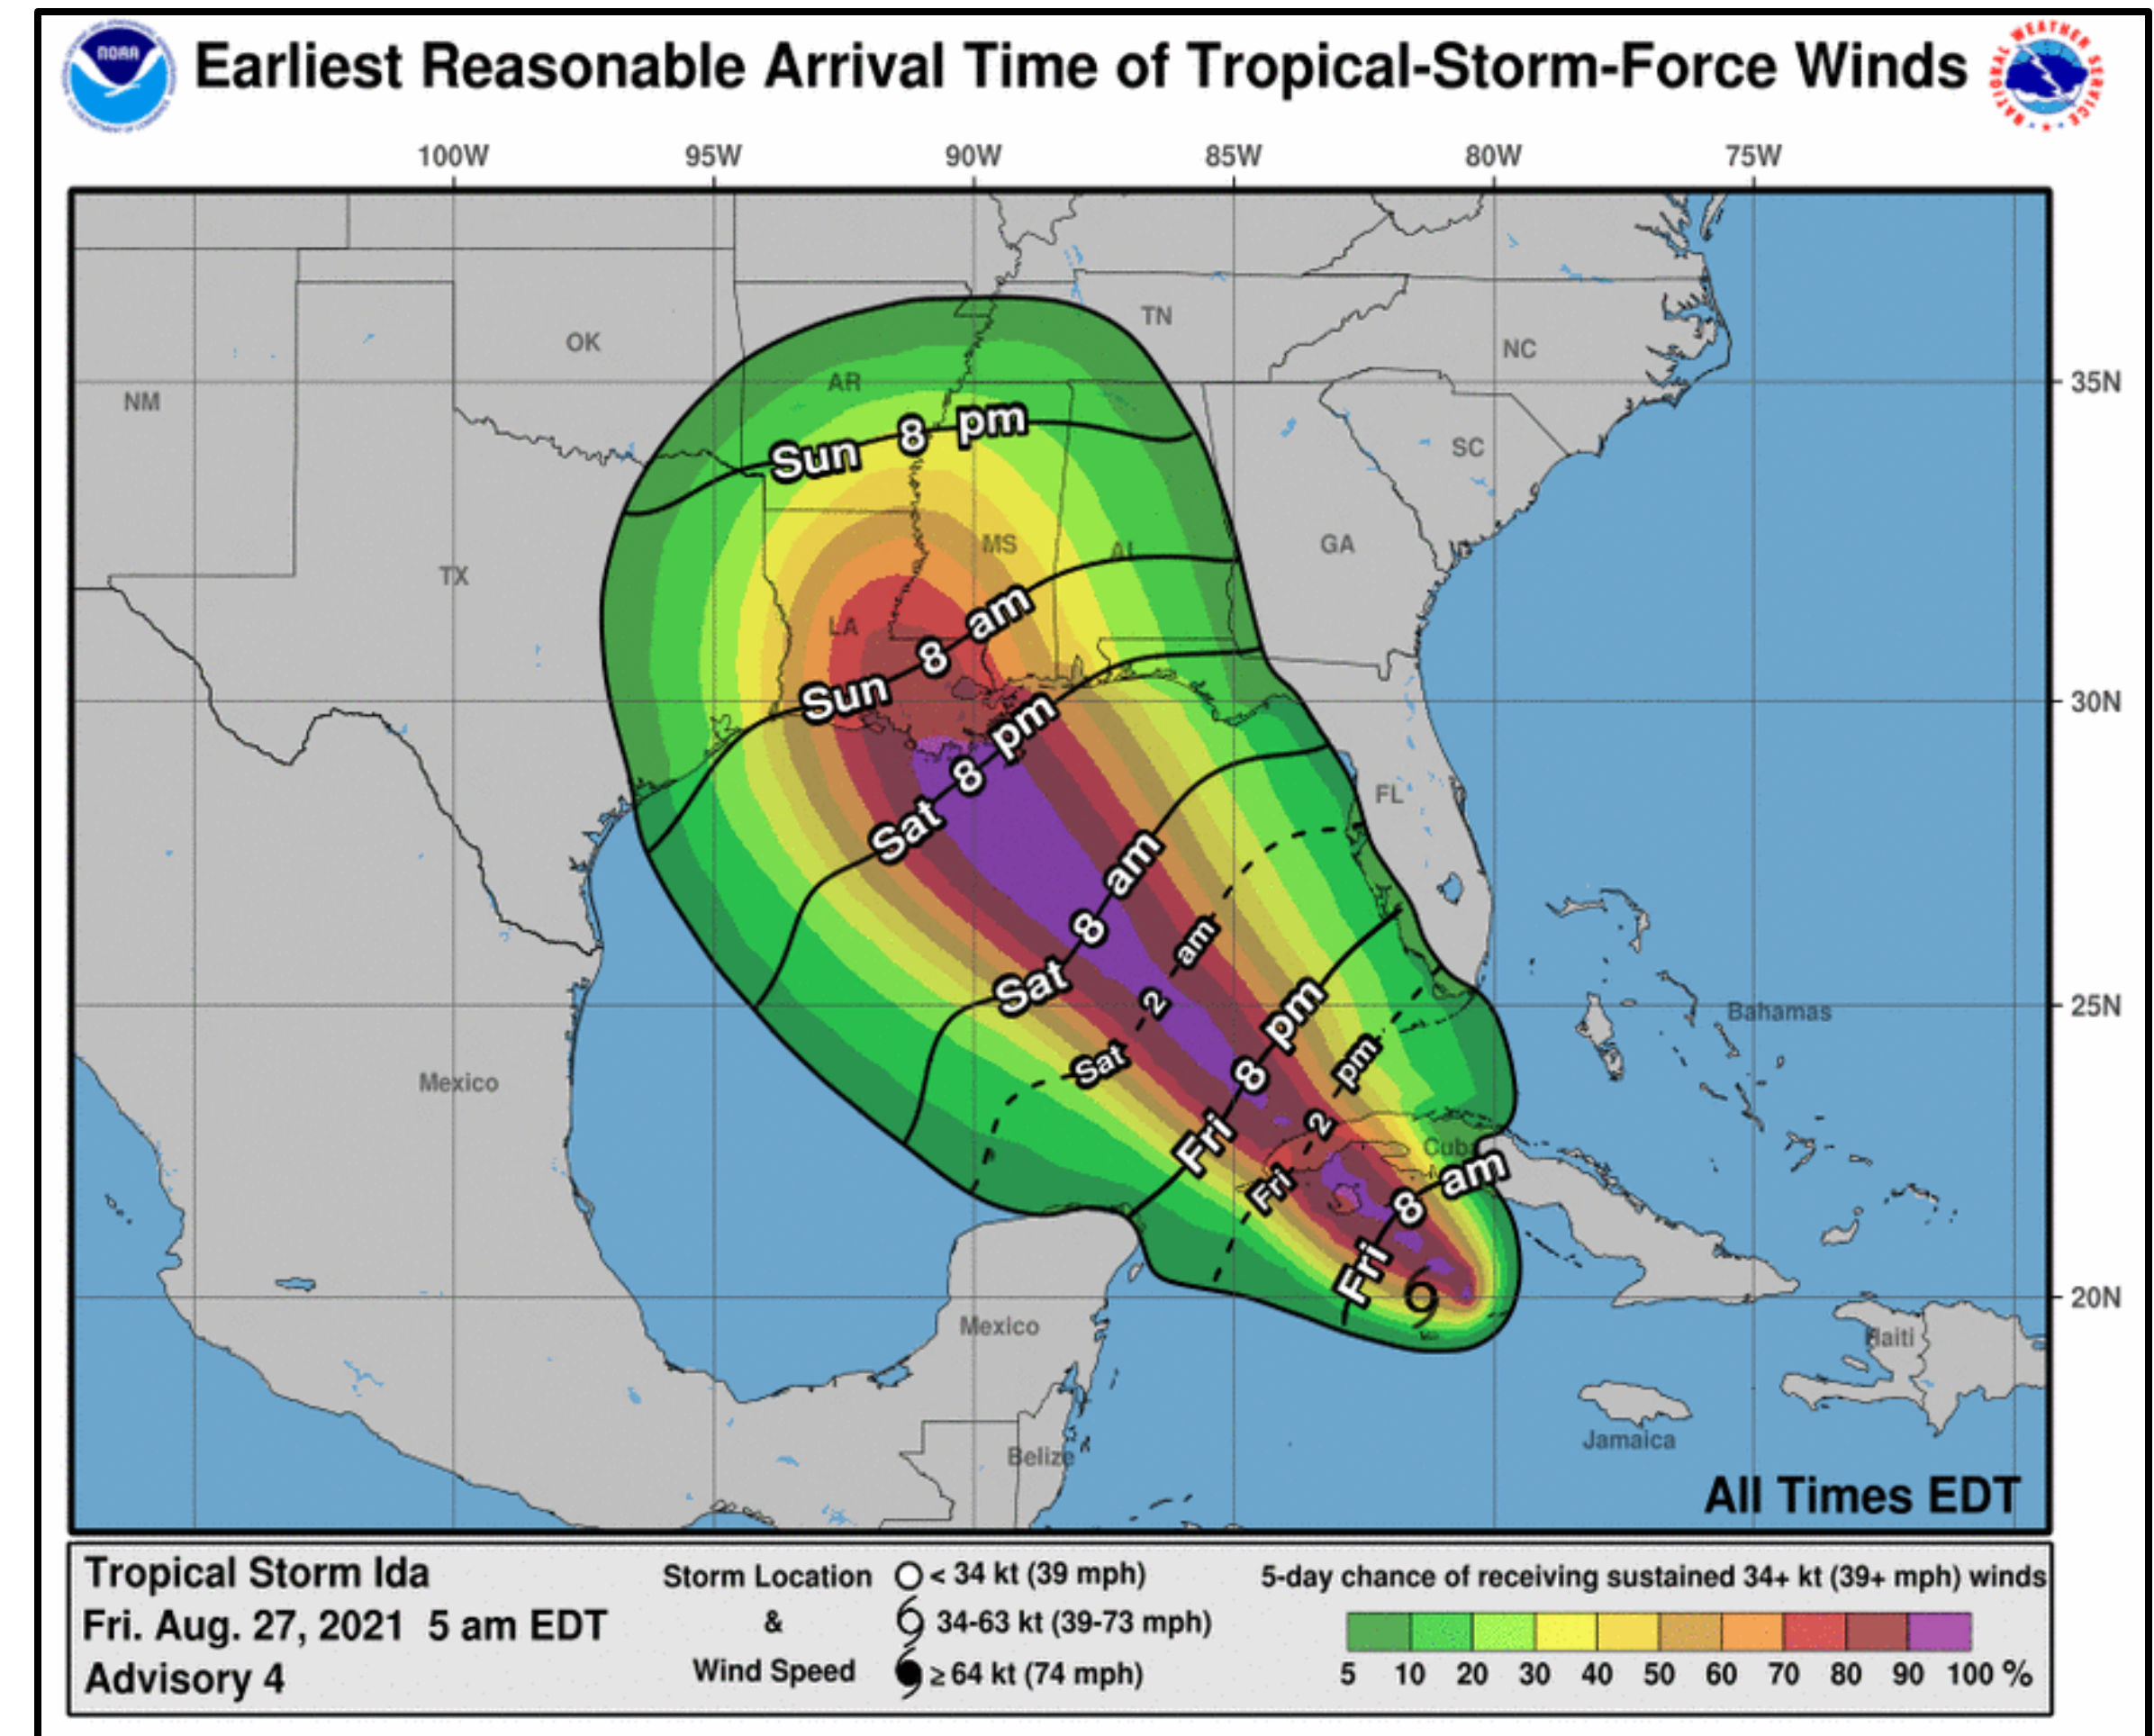 NOAA
Earliest Reasonable Arrival Time of Tropical-Storm-Force Winds
NATIONAL WEATHER SERVICE
100W 95W 90W 85W 80W 75W
TN
OK
NC
35N
AR
NM
Sun 8 pm
SC
MS AL GA
TX
Sun 8 am
LA
30N
Sat 8 pm
FL
Sat 8 am
Sat 2 am
25N
Bahamas
Fri 8 pm
Fri 2 pm
Mexico
Cuba
Fri 8 am
20N
Mexico
Haiti
Jamaica
Belize
All Times EDT
Tropical Storm Ida
Fri. Aug. 27, 2021 5 am EDT
Advisory 4
Storm Location
&
Wind Speed
< 34 kt (39 mph)
34-63 kt (39-73 mph)
≥ 64 kt (74 mph)
5-day chance of receiving sustained 34+ kt (39+ mph) winds
5 10 20 30 40 50 60 70 80 90 100 %